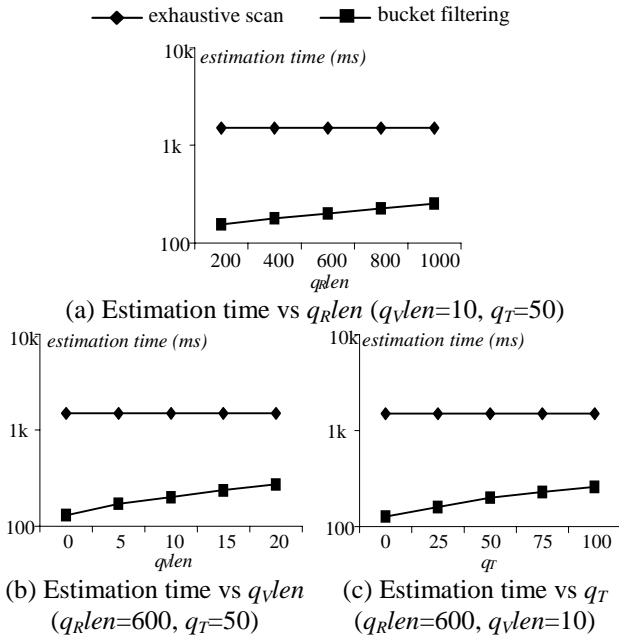 exhaustive scan bucket filtering
10k
estimation time (ms)
1k
100
200 400 600 800 1000
qRlen
(a) Estimation time vs qRlen (qVlen=10, qT=50)
10k
estimation time (ms)
1k
100
0 5 10 15 20
qVlen
(b) Estimation time vs qVlen
(qRlen=600, qT=50)
10k
estimation time (ms)
1k
100
0 25 50 75 100
qT
(c) Estimation time vs qT
(qRlen=600, qVlen=10)